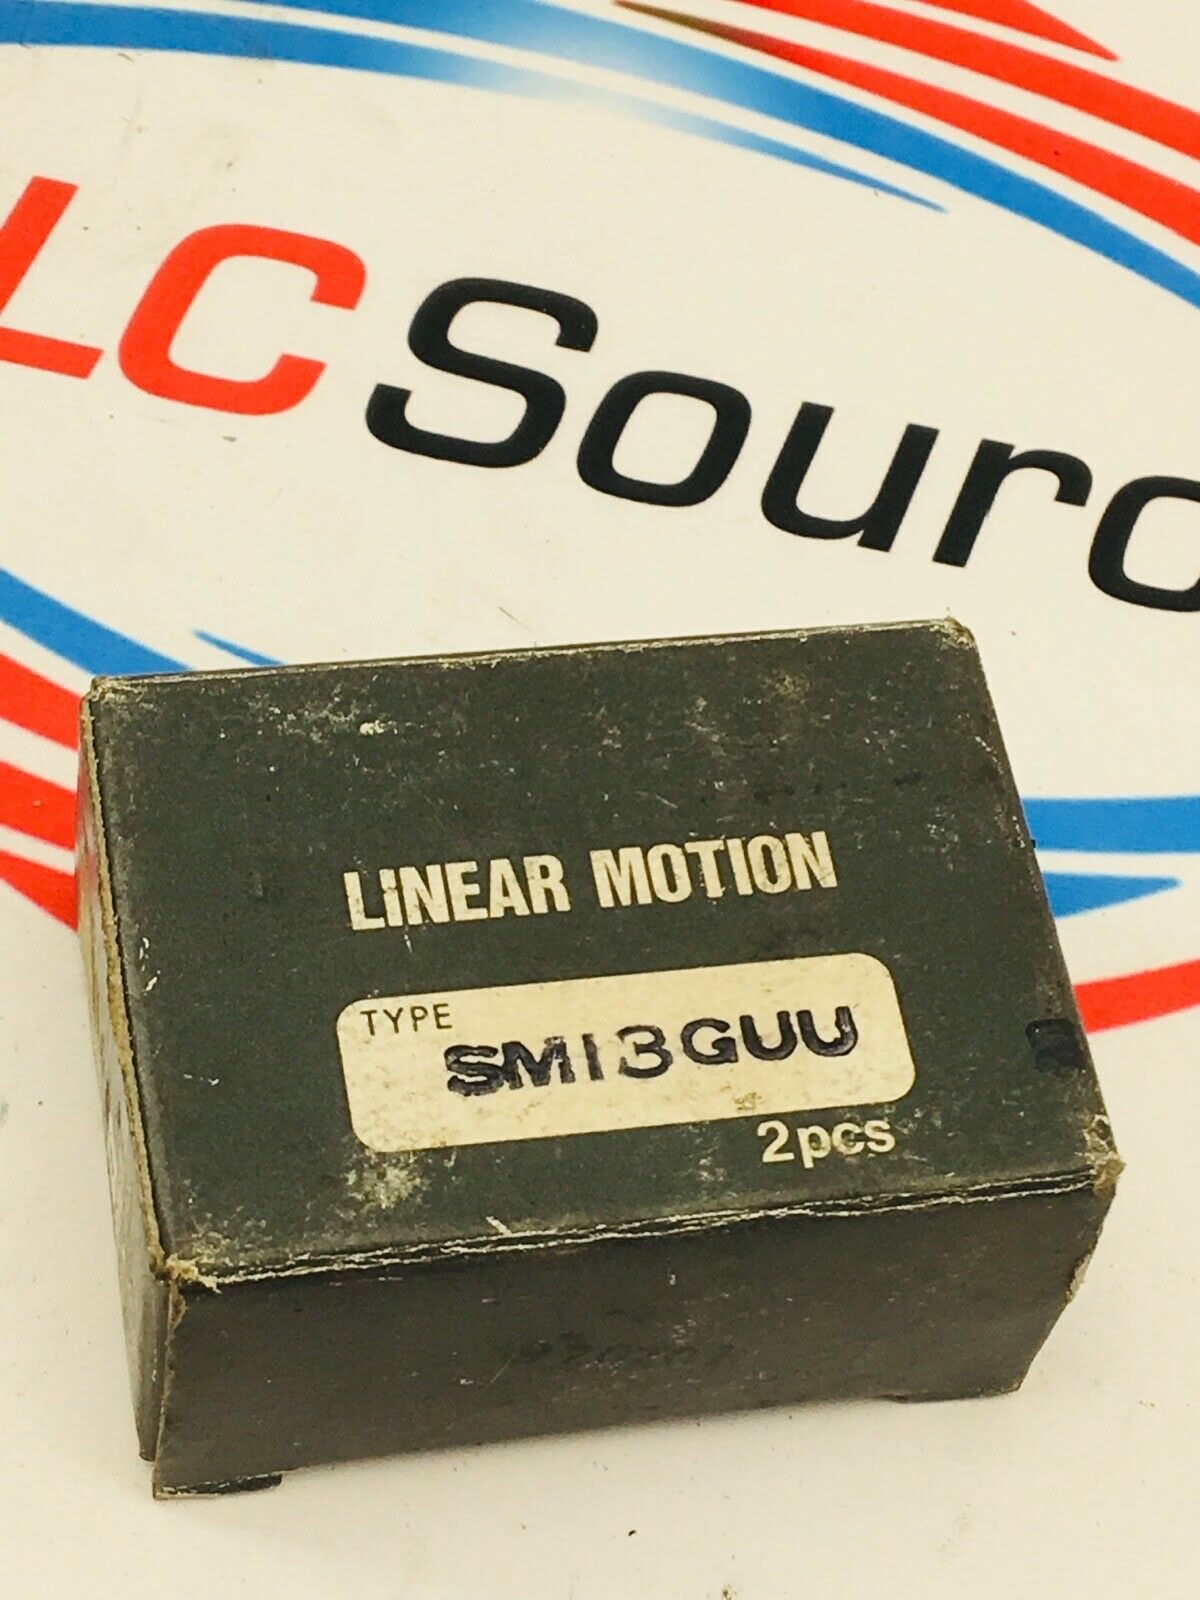 LC Sourc
LINEAR MOTION
TYPE
SM13GUU
2pcs